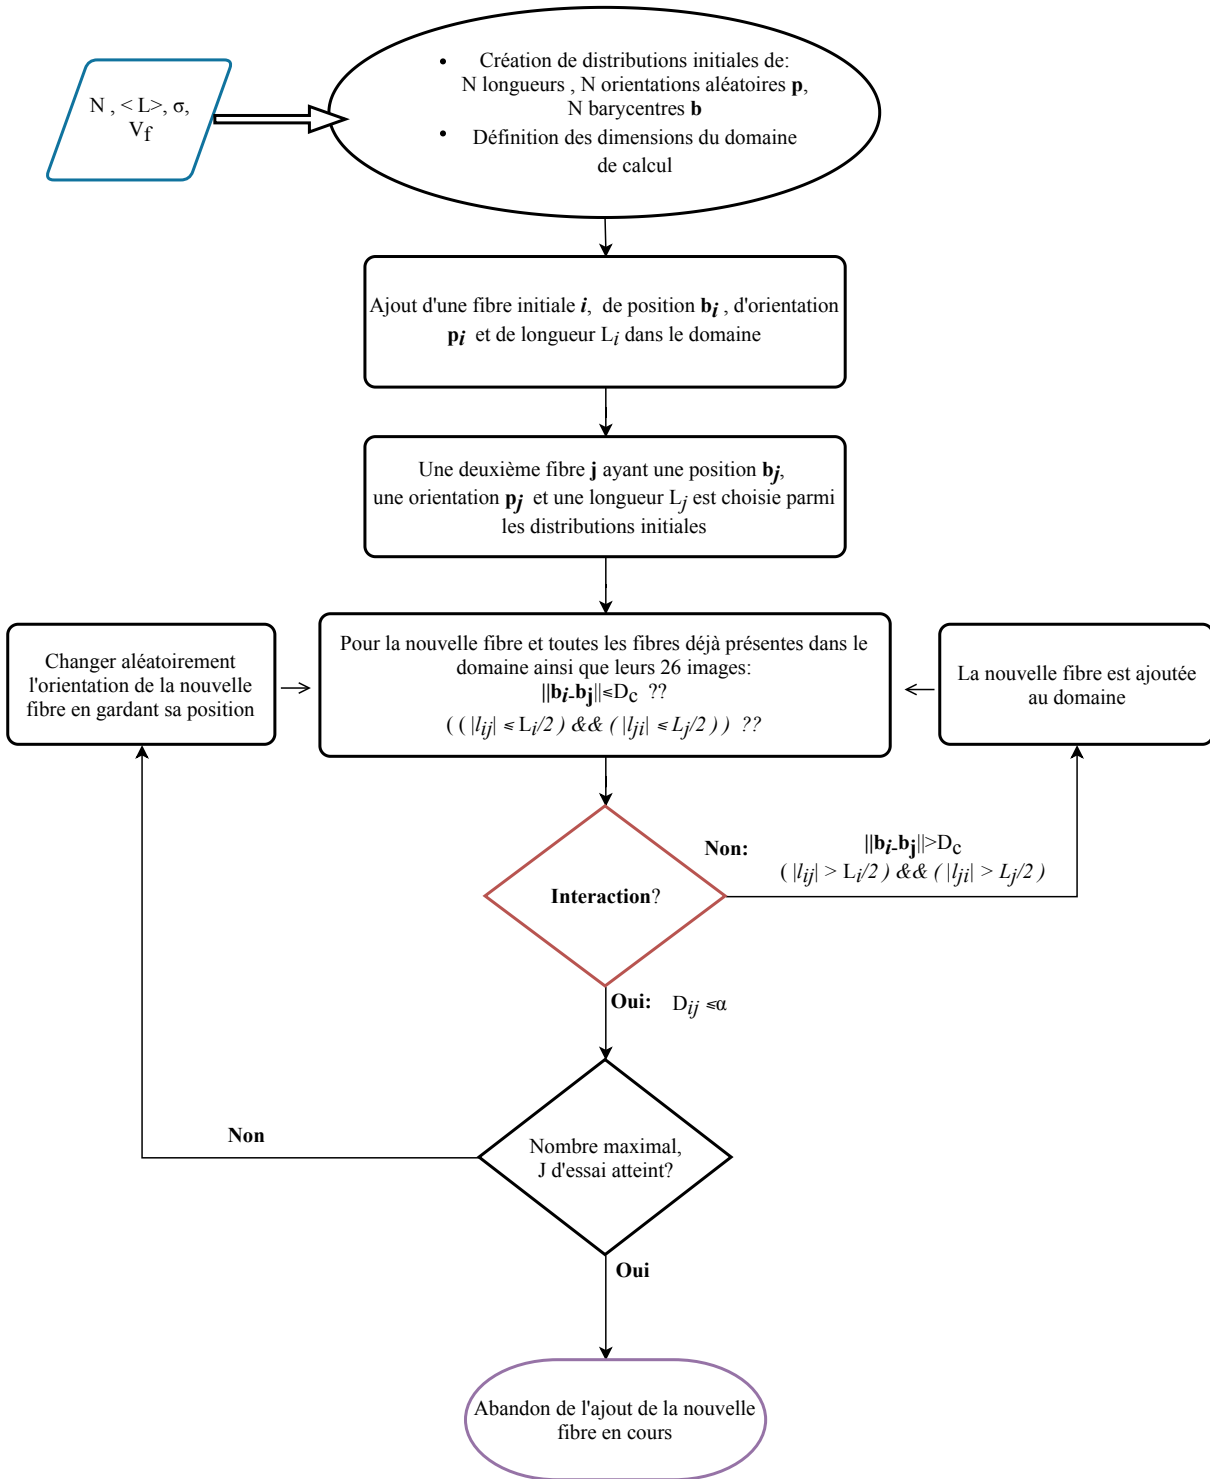 N , < L>, σ,
Vf
• Création de distributions initiales de:
N longueurs , N orientations aléatoires p,
N barycentres b
• Définition des dimensions du domaine
de calcul
Ajout d'une fibre initiale i, de position bi , d'orientation
pi et de longueur Li dans le domaine
Une deuxième fibre j ayant une position bj,
une orientation pj et une longueur Lj est choisie parmi
les distributions initiales
Changer aléatoirement
l'orientation de la nouvelle
fibre en gardant sa position
Pour la nouvelle fibre et toutes les fibres déjà présentes dans le
domaine ainsi que leurs 26 images:
||bi-bj||⩽Dc ??
( ( |lij| ⩽ Li/2 ) && ( |lji| ⩽ Lj/2 ) ) ??
La nouvelle fibre est ajoutée
au domaine
Non: ||bi-bj||>Dc
( |lij| > Li/2 ) && ( |lji| > Lj/2 )
Interaction?
Oui: Dij ⩽α
Non
Nombre maximal,
J d'essai atteint?
Oui
Abandon de l'ajout de la nouvelle
fibre en cours